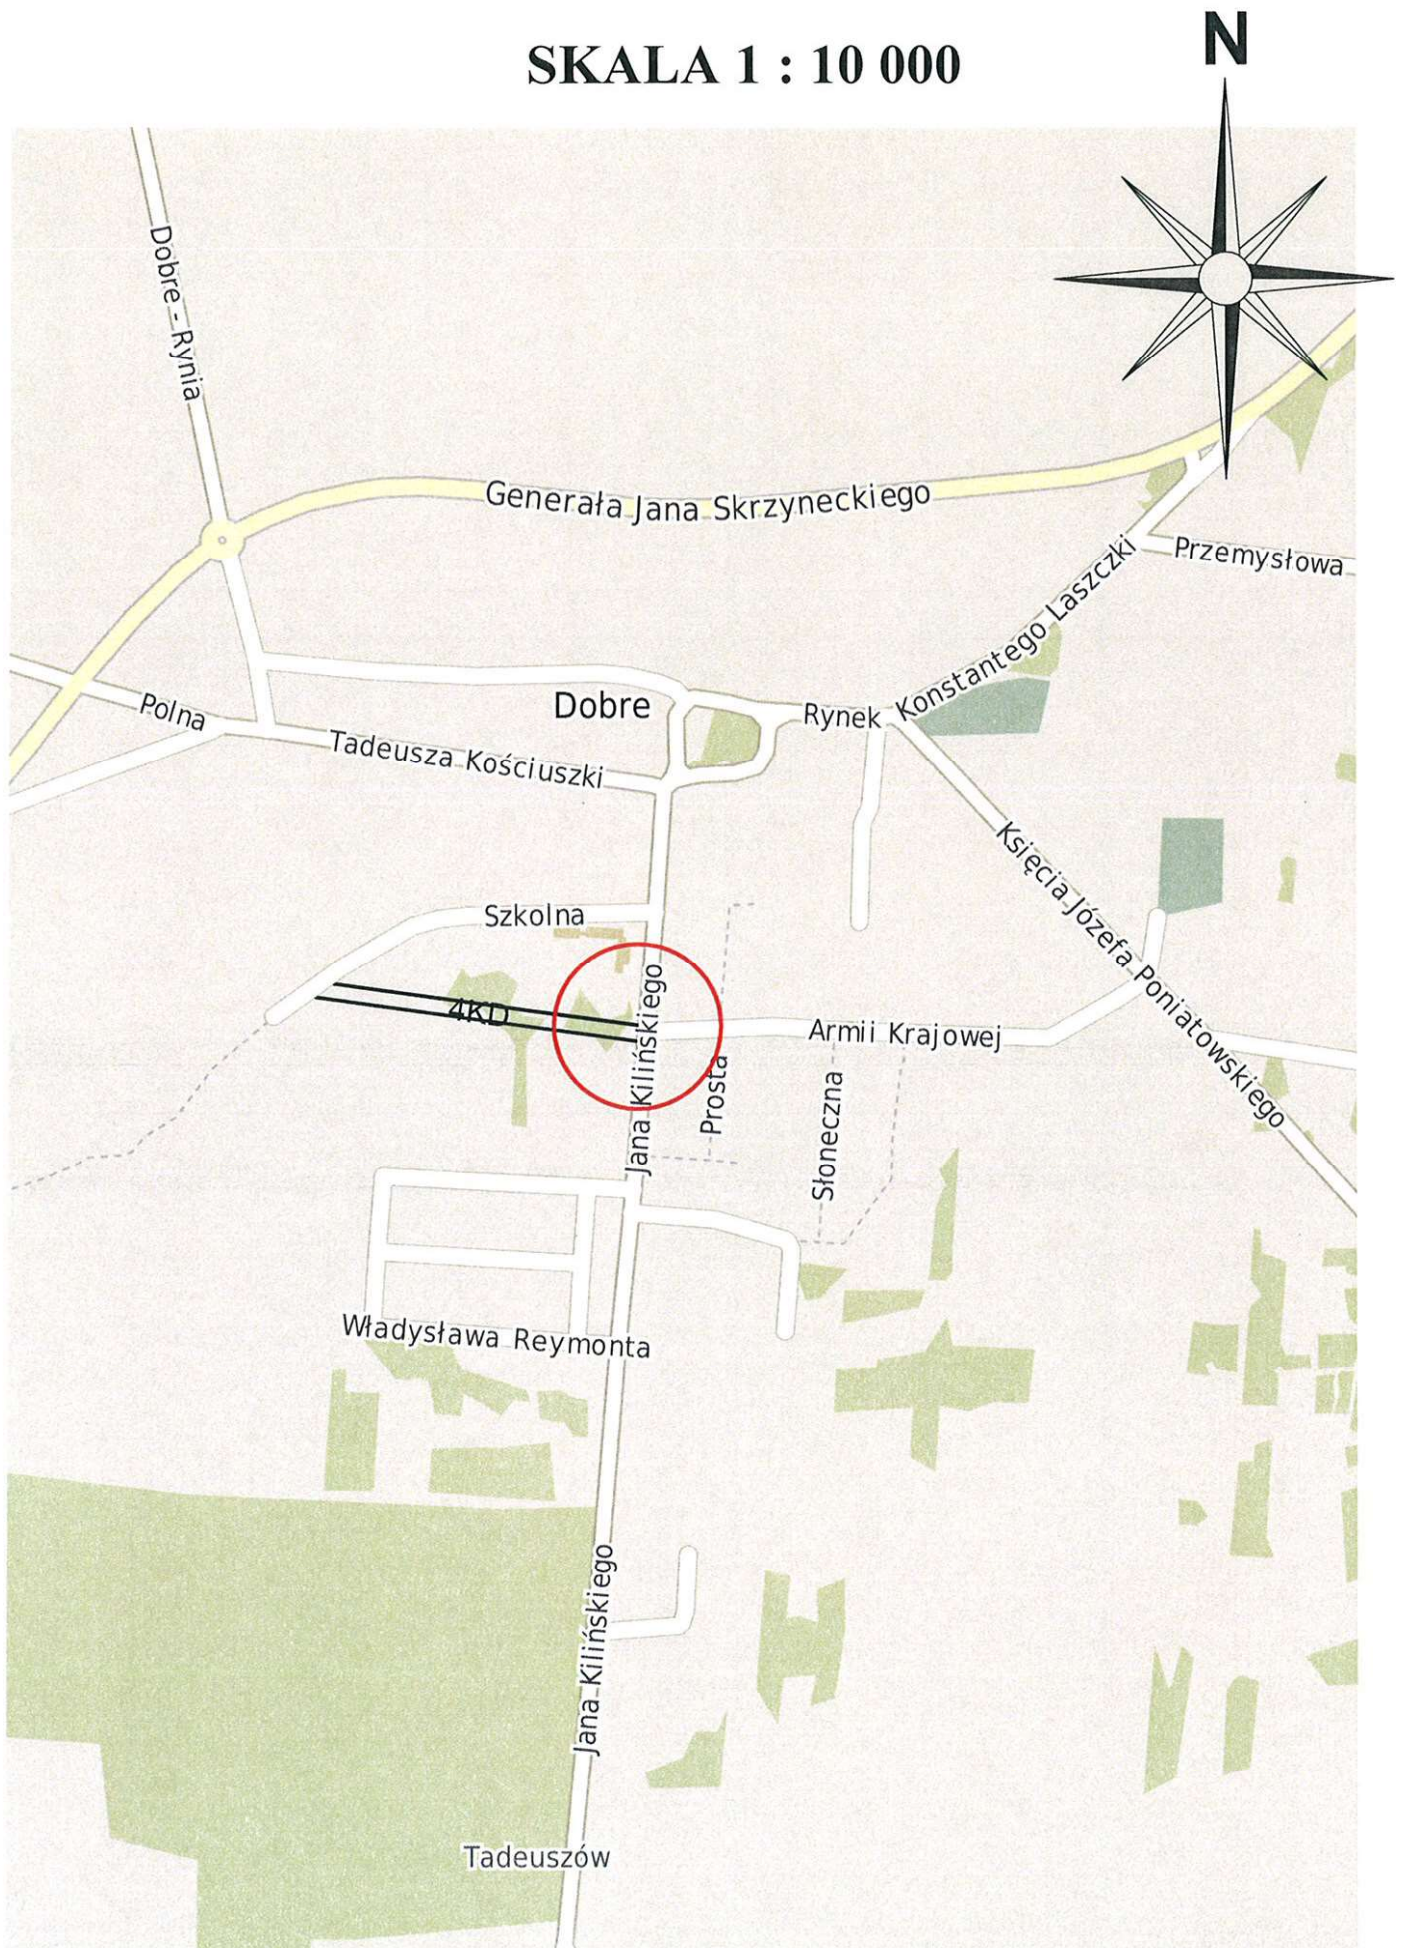 SKALA 1 : 10 000
N
Dobre - Rynia
Generała Jana Skrzyneckiego
Przemysłowa
Konstantego Laszczki
Polna
Dobre
Rynek
Tadeusza Kościuszki
Księcia Józefa Poniatowskiego
Szkolna
4KD
Jana Kilińskiego
Armii Krajowej
Prosta
Słoneczna
Władysława Reymonta
Jana Kilińskiego
Tadeuszów